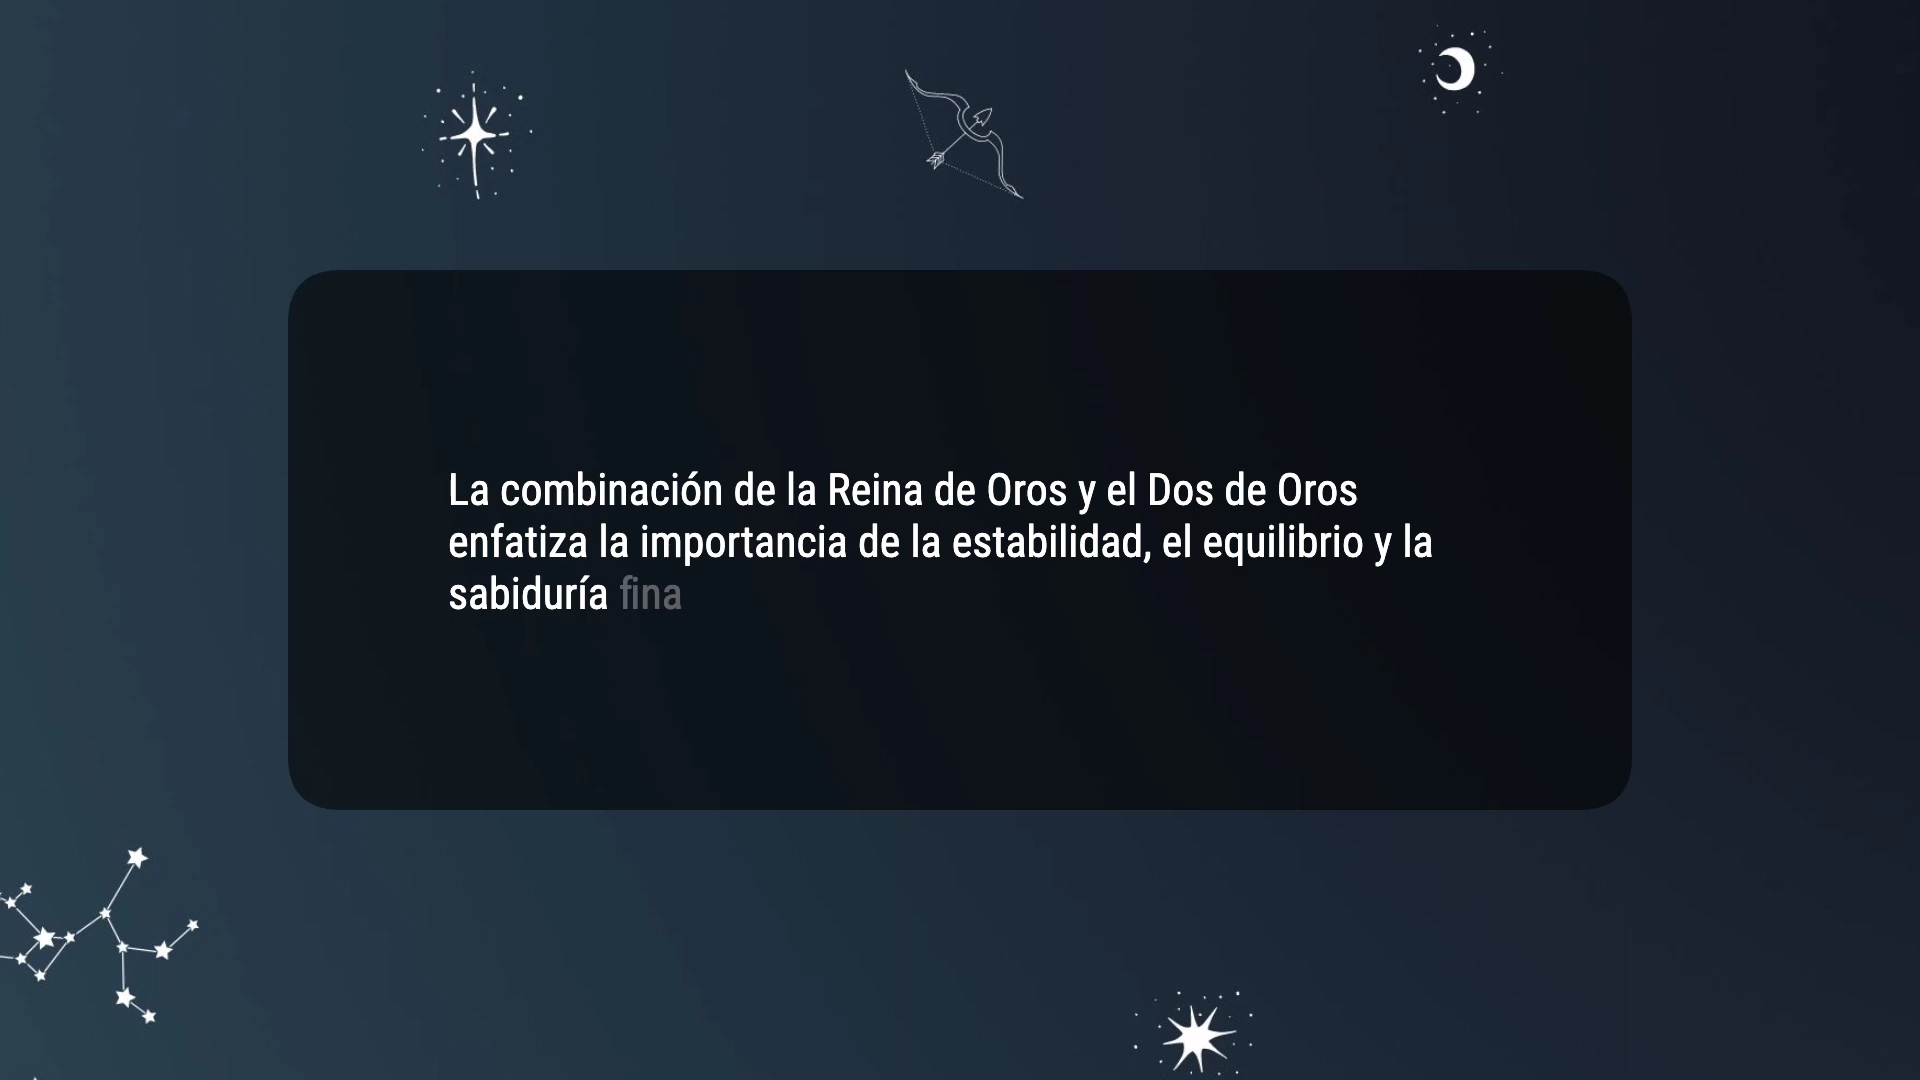 La combinación de la Reina de Oros y el Dos de Oros
enfatiza la importancia de la estabilidad, el equilibrio y la
sabiduría fina